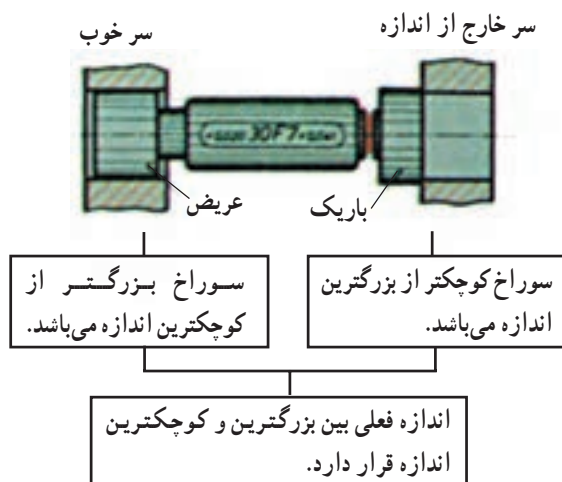 سر خارج از اندازه
سر خوب
30F7
باریک
عریض
سوراخ کوچکتر از بزرگترین
اندازه می‌باشد.
سوراخ بزرگتر از
کوچکترین اندازه می‌باشد.
اندازه فعلی بین بزرگترین و کوچکترین
اندازه قرار دارد.